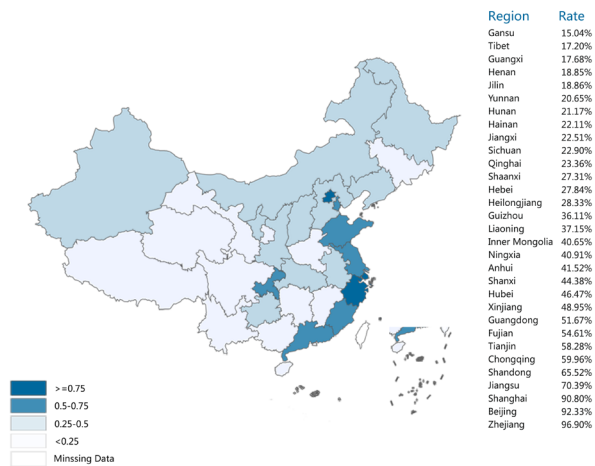 Region Rate
Gansu 15.04%
Tibet 17.20%
Guangxi 17.68%
Henan 18.85%
Jilin 18.86%
Yunnan 20.65%
Hunan 21.17%
Hainan 22.11%
Jiangxi 22.51%
Sichuan 22.90%
Qinghai 23.36%
Shaanxi 27.31%
Hebei 27.84%
Heilongjiang 28.33%
Guizhou 36.11%
Liaoning 37.15%
Inner Mongolia 40.65%
Ningxia 40.91%
Anhui 41.52%
Shanxi 44.38%
Hubei 46.47%
Xinjiang 48.95%
Guangdong 51.67%
Fujian 54.61%
Tianjin 58.28%
Chongqing 59.96%
Shandong 65.52%
Jiangsu 70.39%
Shanghai 90.80%
Beijing 92.33%
Zhejiang 96.90%
>=0.75
0.5-0.75
0.25-0.5
<0.25
Minssing Data